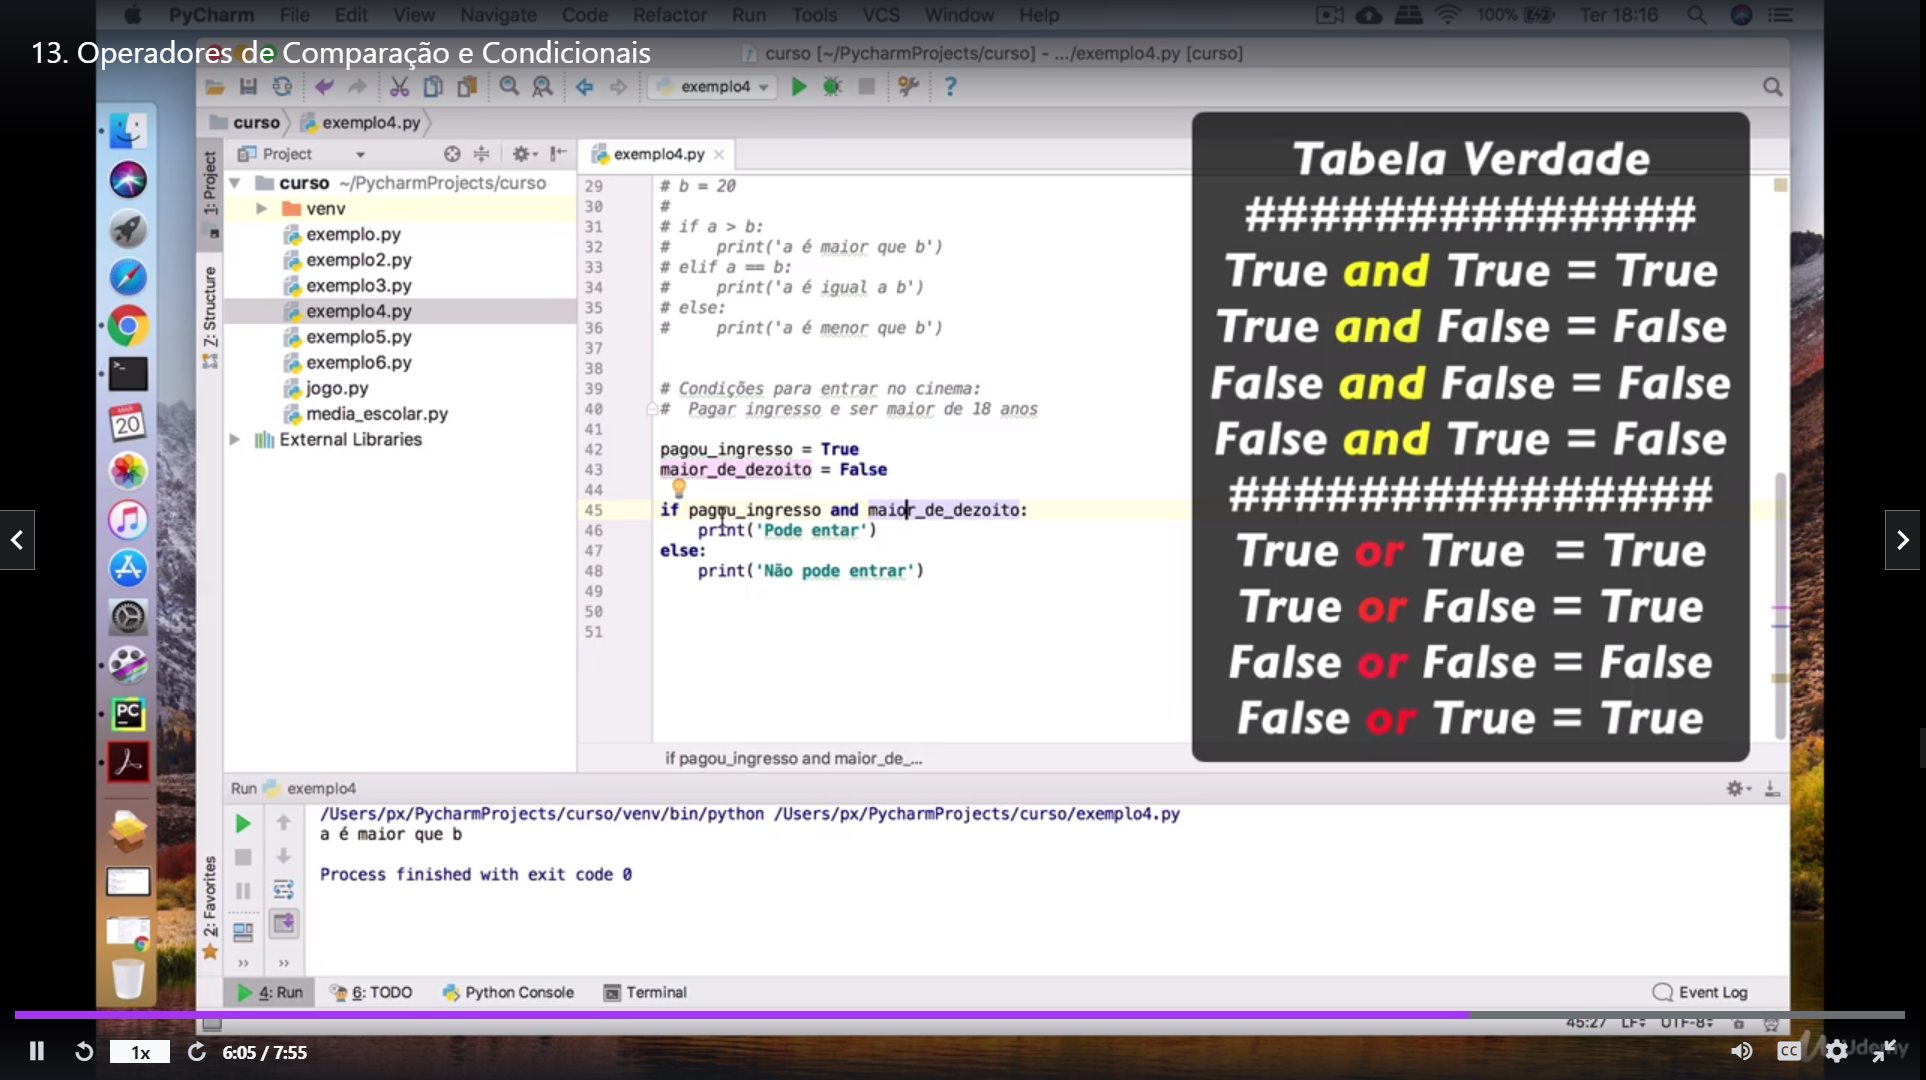 PyCharm File Edit View Navigate Code Refactor Run Tools VCS Window Help 100% Ter 18:16
13. Operadores de Comparação e Condicionais
curso [~/PycharmProjects/curso] - .../exemplo4.py [curso]
exemplo4
curso exemplo4.py
1: Project
Z: Structure
2: Favorites
Project
curso ~/PycharmProjects/curso
venv
exemplo.py
exemplo2.py
exemplo3.py
exemplo4.py
exemplo5.py
exemplo6.py
jogo.py
media_escolar.py
External Libraries
exemplo4.py
29 # b = 20
30 #
31 # if a > b:
32 #     print('a é maior que b')
33 # elif a == b:
34 #     print('a é igual a b')
35 # else:
36 #     print('a é menor que b')
37
38
39 # Condições para entrar no cinema:
40 #  Pagar ingresso e ser maior de 18 anos
41
42 pagou_ingresso = True
43 maior_de_dezoito = False
44
45 if pagou_ingresso and maior_de_dezoito:
46     print('Pode entar')
47 else:
48     print('Não pode entrar')
49
50
51
if pagou_ingresso and maior_de_...
Tabela Verdade
##############
True and True = True
True and False = False
False and False = False
False and True = False
###############
True or True = True
True or False = True
False or False = False
False or True = True
Run exemplo4
/Users/px/PycharmProjects/curso/venv/bin/python /Users/px/PycharmProjects/curso/exemplo4.py
a é maior que b
Process finished with exit code 0
MAR
20
PC
4: Run 6: TODO Python Console Terminal Event Log
45:27 LF UTF-8
1x 6:05 / 7:55 CC Udemy